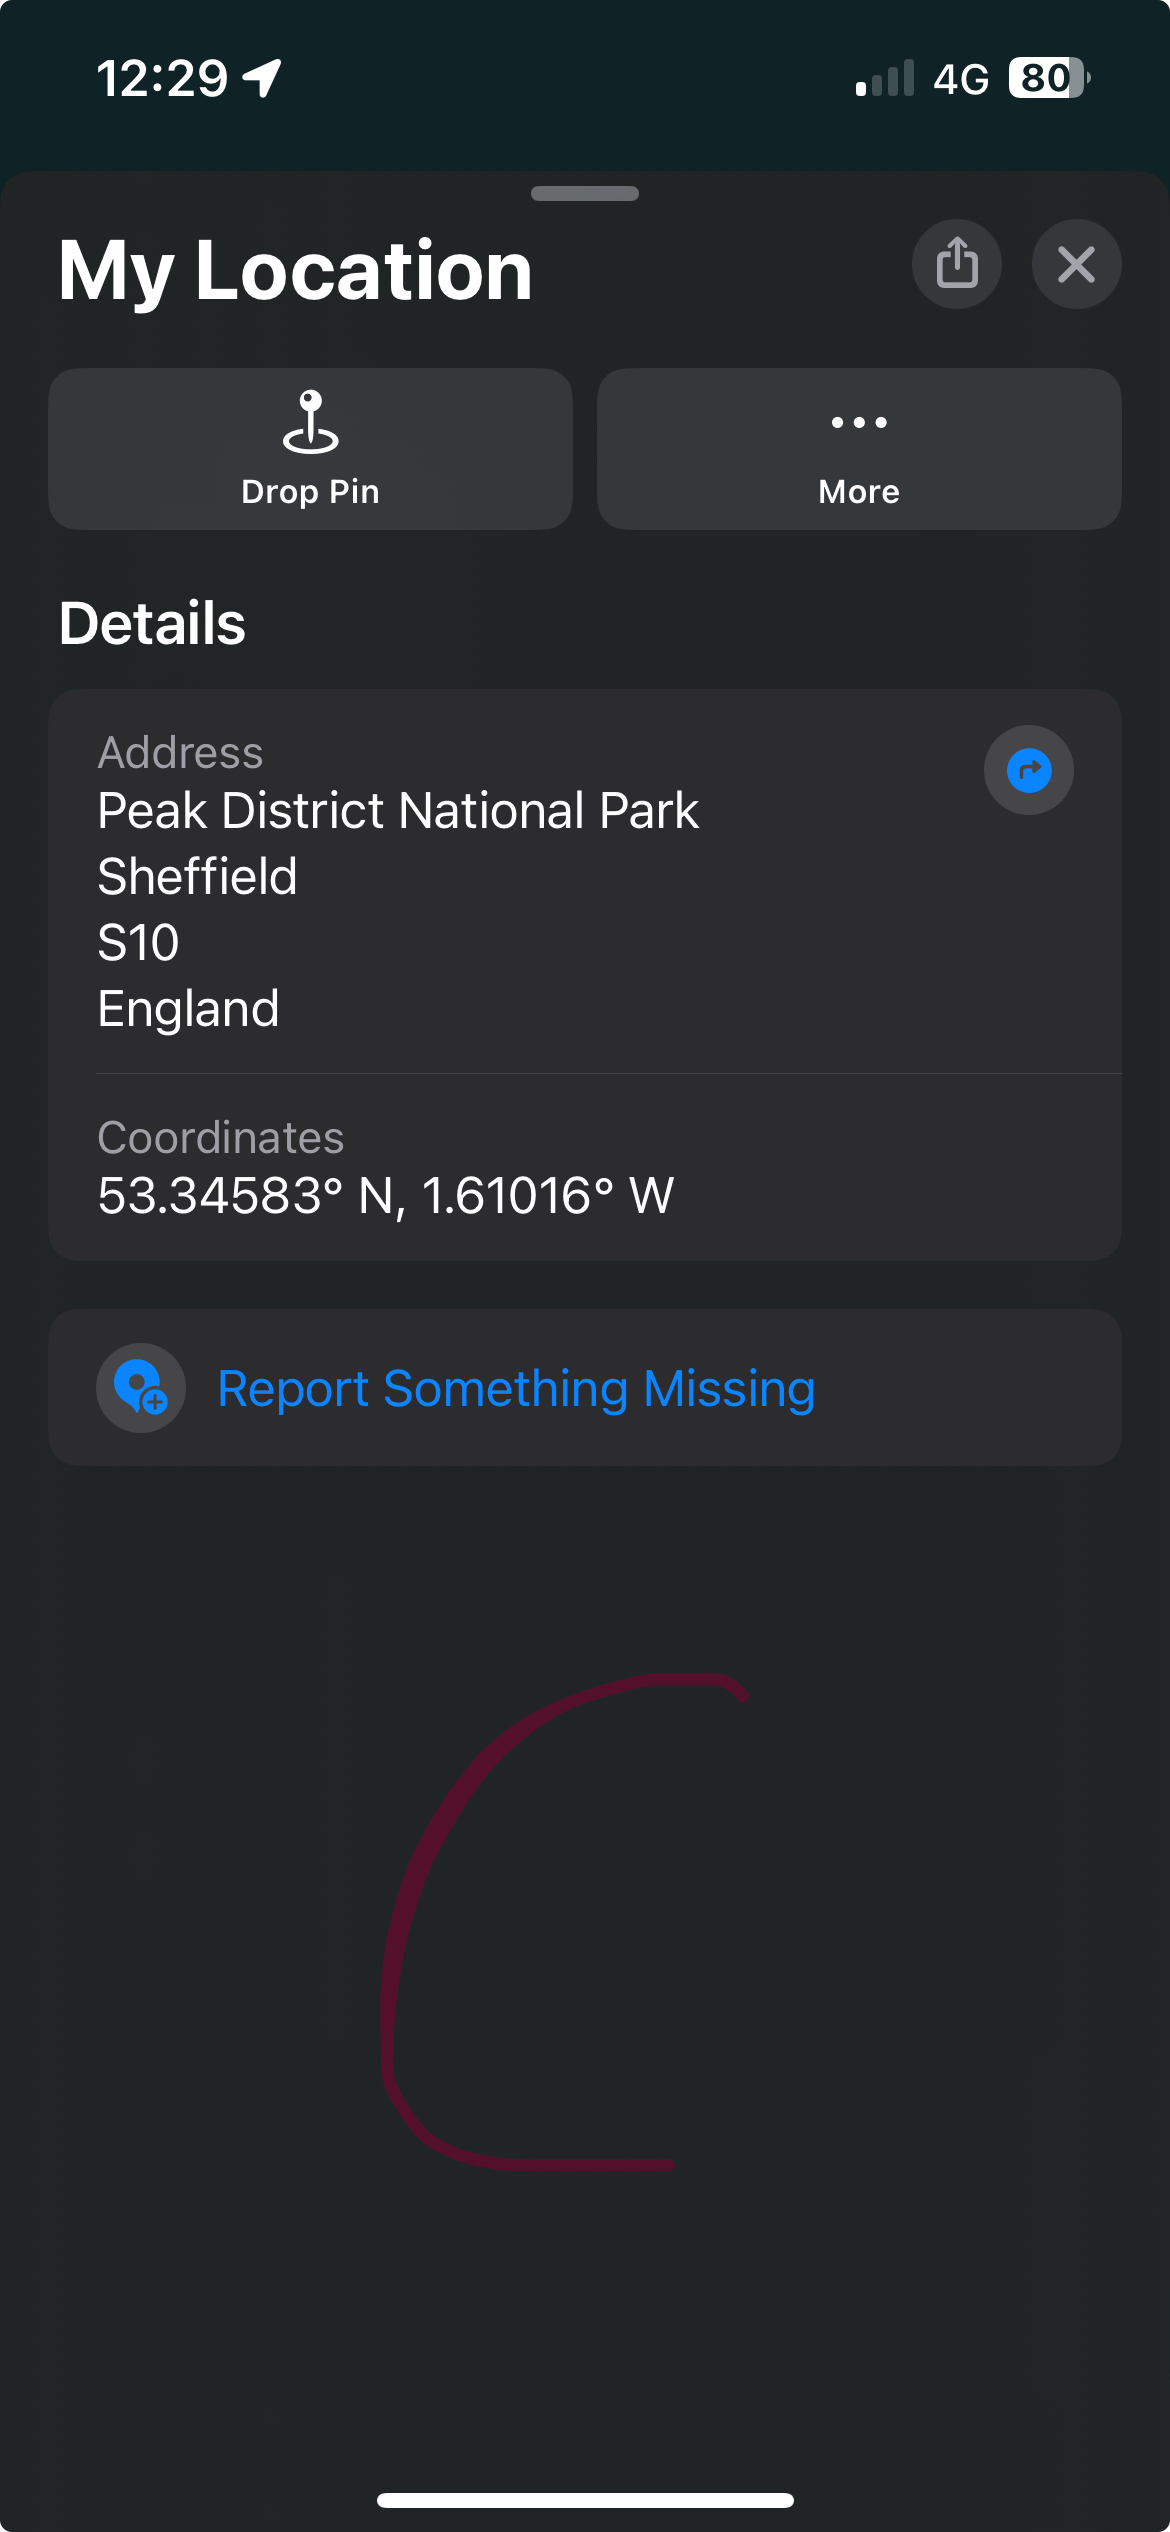 12:29
4G
80
My Location
Drop Pin
More
Details
Address
Peak District National Park
Sheffield
S10
England
Coordinates
53.34583° N, 1.61016° W
Report Something Missing